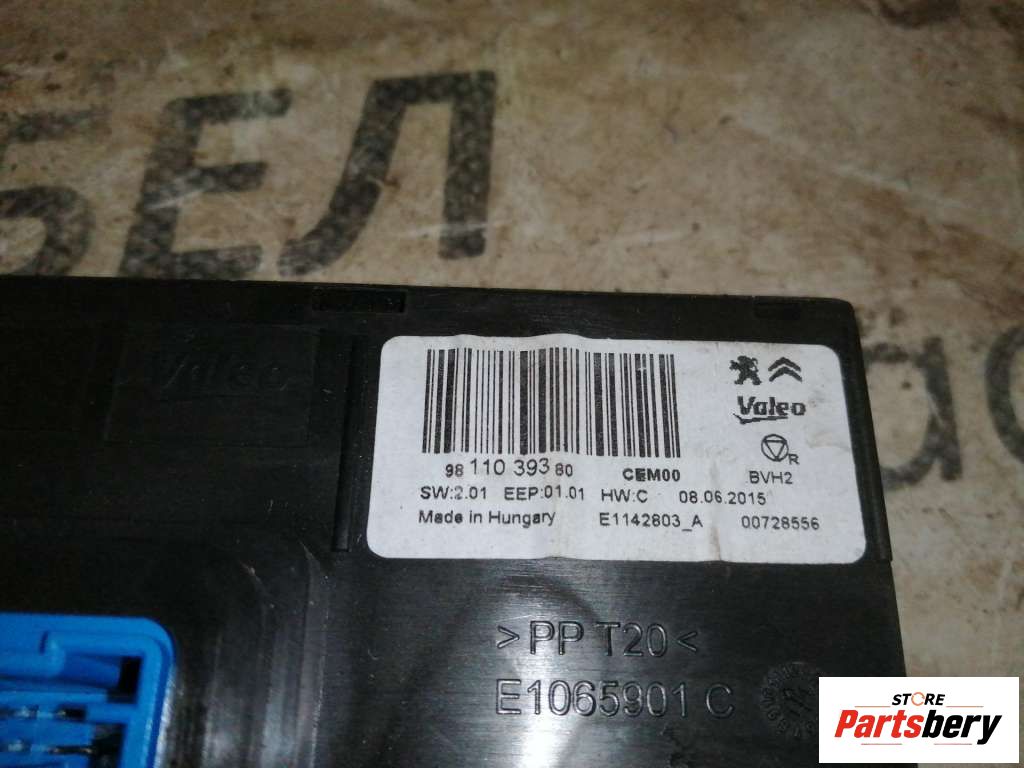 БЕЛ
Valeo
98 110 393 80 CEM00
SW:2.01 EEP:01.01 HW:C 08.06.2015
Made in Hungary E1142803_A 00728556
Valeo
R
BVH2
>PP T20<
E1065901 C
STORE
Partsbery